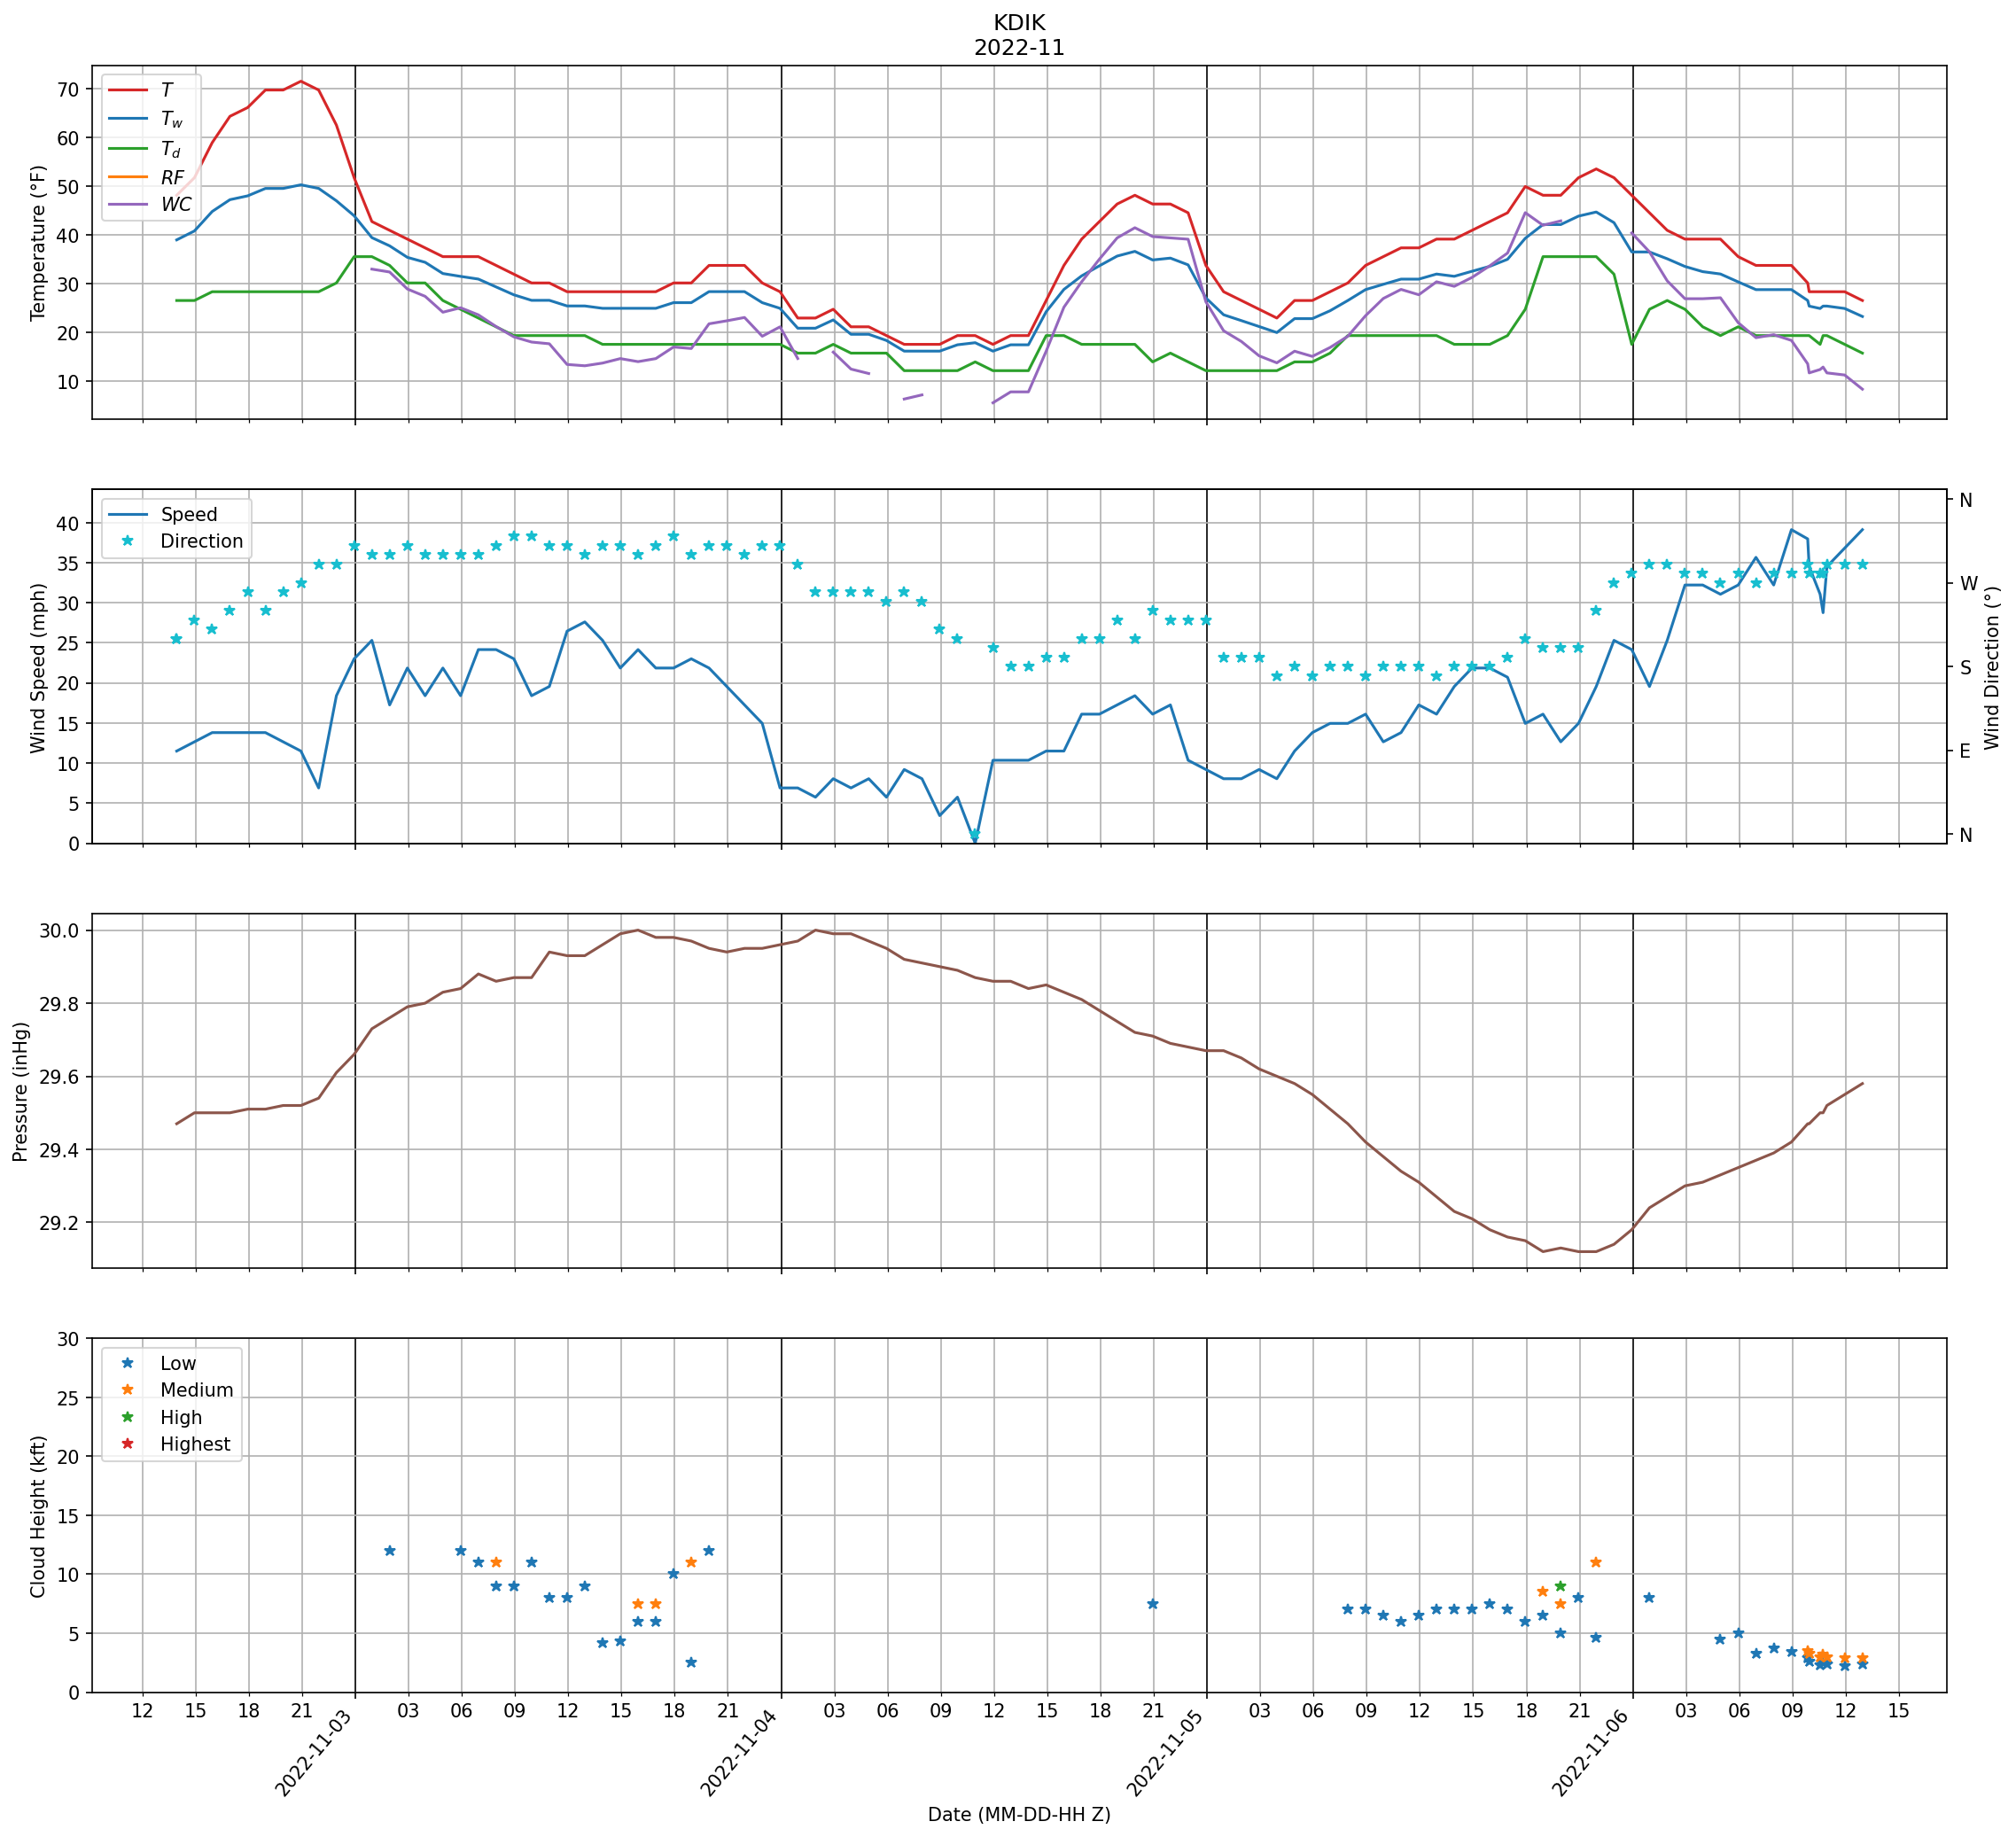 KDIK
2022-11
Temperature (°F)
70
60
50
40
30
20
10
T
T_w
T_d
RF
WC
Wind Speed (mph)
40
35
30
25
20
15
10
5
0
Speed
Direction
N
W
S
E
N
Wind Direction (°)
Pressure (inHg)
30.0
29.8
29.6
29.4
29.2
Cloud Height (kft)
30
25
20
15
10
5
0
Low
Medium
High
Highest
12 15 18 21 2022-11-03 03 06 09 12 15 18 21 2022-11-04 03 06 09 12 15 18 21 2022-11-05 03 06 09 12 15 18 21 2022-11-06 03 06 09 12 15
Date (MM-DD-HH Z)